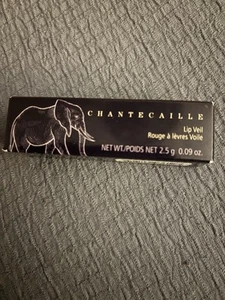 CHANTECAILLE
Lip Veil
Rouge à lèvres Voile
NET WT./POIDS NET 2.5 g 0.09 oz.